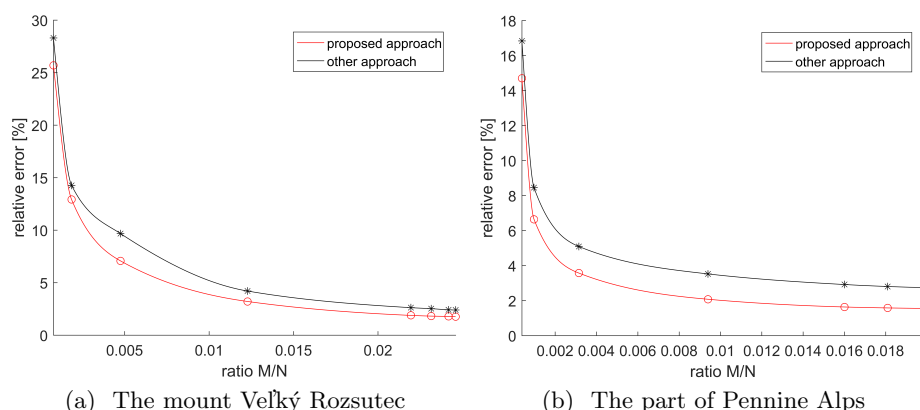 30
25
20
15
10
5
0
relative error [%]
proposed approach
other approach
0.005
0.01
0.015
0.02
ratio M/N
(a) The mount Veľký Rozsutec
18
16
14
12
10
8
6
4
2
0
relative error [%]
proposed approach
other approach
0.002 0.004 0.006 0.008 0.01 0.012 0.014 0.016 0.018
ratio M/N
(b) The part of Pennine Alps